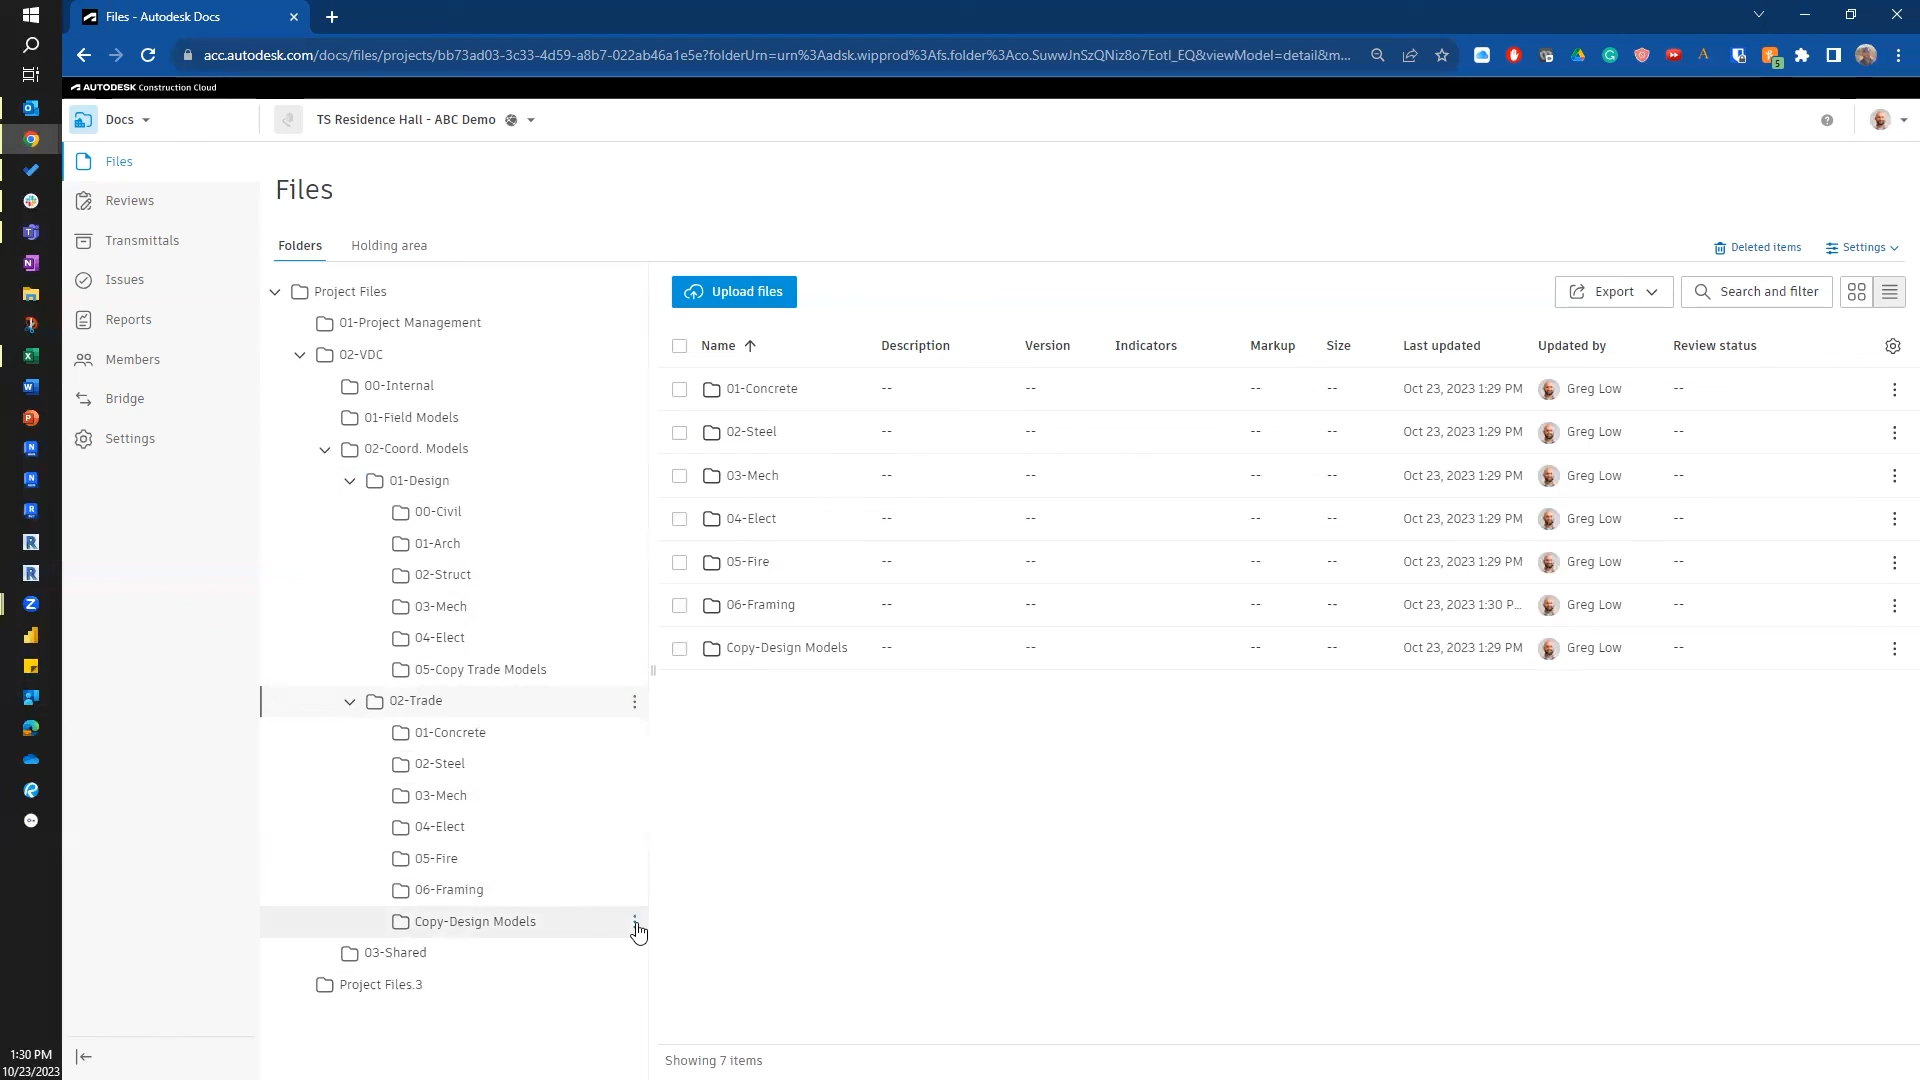 Files - Autodesk Docs
acc.autodesk.com/docs/files/projects/bb73ad03-3c33-4d59-a8b7-022ab46a1e5e?folderUrn=urn%3Aadsk.wipprod%3Afs.folder%3Aco.SuwwJnSzQNiz8o7EotI_EQ&viewModel=detail&m...
AUTODESK Construction Cloud
Docs
TS Residence Hall - ABC Demo
Files
Reviews
Transmittals
Issues
Reports
Members
Bridge
Settings
Files
Folders Holding area
Deleted items Settings
Project Files
01-Project Management
02-VDC
00-Internal
01-Field Models
02-Coord. Models
01-Design
00-Civil
01-Arch
02-Struct
03-Mech
04-Elect
05-Copy Trade Models
02-Trade
01-Concrete
02-Steel
03-Mech
04-Elect
05-Fire
06-Framing
Copy-Design Models
03-Shared
Project Files.3
Upload files Export Search and filter
Name Description Version Indicators Markup Size Last updated Updated by Review status
01-Concrete -- -- -- -- Oct 23, 2023 1:29 PM Greg Low --
02-Steel -- -- -- -- Oct 23, 2023 1:29 PM Greg Low --
03-Mech -- -- -- -- Oct 23, 2023 1:29 PM Greg Low --
04-Elect -- -- -- -- Oct 23, 2023 1:29 PM Greg Low --
05-Fire -- -- -- -- Oct 23, 2023 1:29 PM Greg Low --
06-Framing -- -- -- -- Oct 23, 2023 1:30 P... Greg Low --
Copy-Design Models -- -- -- -- Oct 23, 2023 1:29 PM Greg Low --
Showing 7 items
1:30 PM
10/23/2023